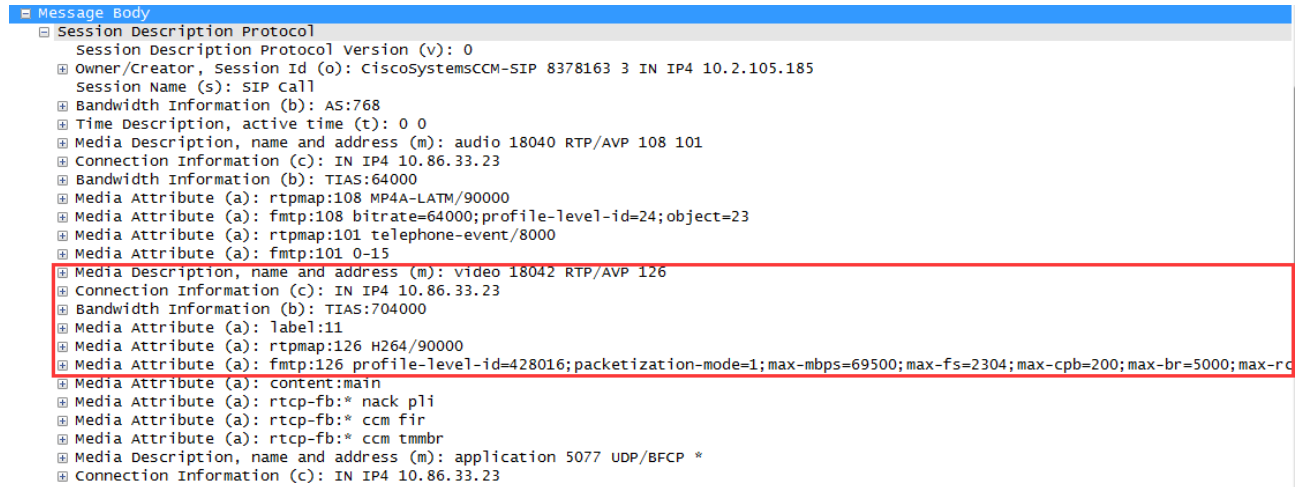 Message Body
Session Description Protocol
Session Description Protocol Version (v): 0
Owner/Creator, Session Id (o): CiscoSystemsCCM-SIP 8378163 3 IN IP4 10.2.105.185
Session Name (s): SIP Call
Bandwidth Information (b): AS:768
Time Description, active time (t): 0 0
Media Description, name and address (m): audio 18040 RTP/AVP 108 101
Connection Information (c): IN IP4 10.86.33.23
Bandwidth Information (b): TIAS:64000
Media Attribute (a): rtpmap:108 MP4A-LATM/90000
Media Attribute (a): fmtp:108 bitrate=64000;profile-level-id=24;object=23
Media Attribute (a): rtpmap:101 telephone-event/8000
Media Attribute (a): fmtp:101 0-15
Media Description, name and address (m): video 18042 RTP/AVP 126
Connection Information (c): IN IP4 10.86.33.23
Bandwidth Information (b): TIAS:704000
Media Attribute (a): label:11
Media Attribute (a): rtpmap:126 H264/90000
Media Attribute (a): fmtp:126 profile-level-id=428016;packetization-mode=1;max-mbps=69500;max-fs=2304;max-cpb=200;max-br=5000;max-rc
Media Attribute (a): content:main
Media Attribute (a): rtcp-fb:* nack pli
Media Attribute (a): rtcp-fb:* ccm fir
Media Attribute (a): rtcp-fb:* ccm tmmbr
Media Description, name and address (m): application 5077 UDP/BFCP *
Connection Information (c): IN IP4 10.86.33.23